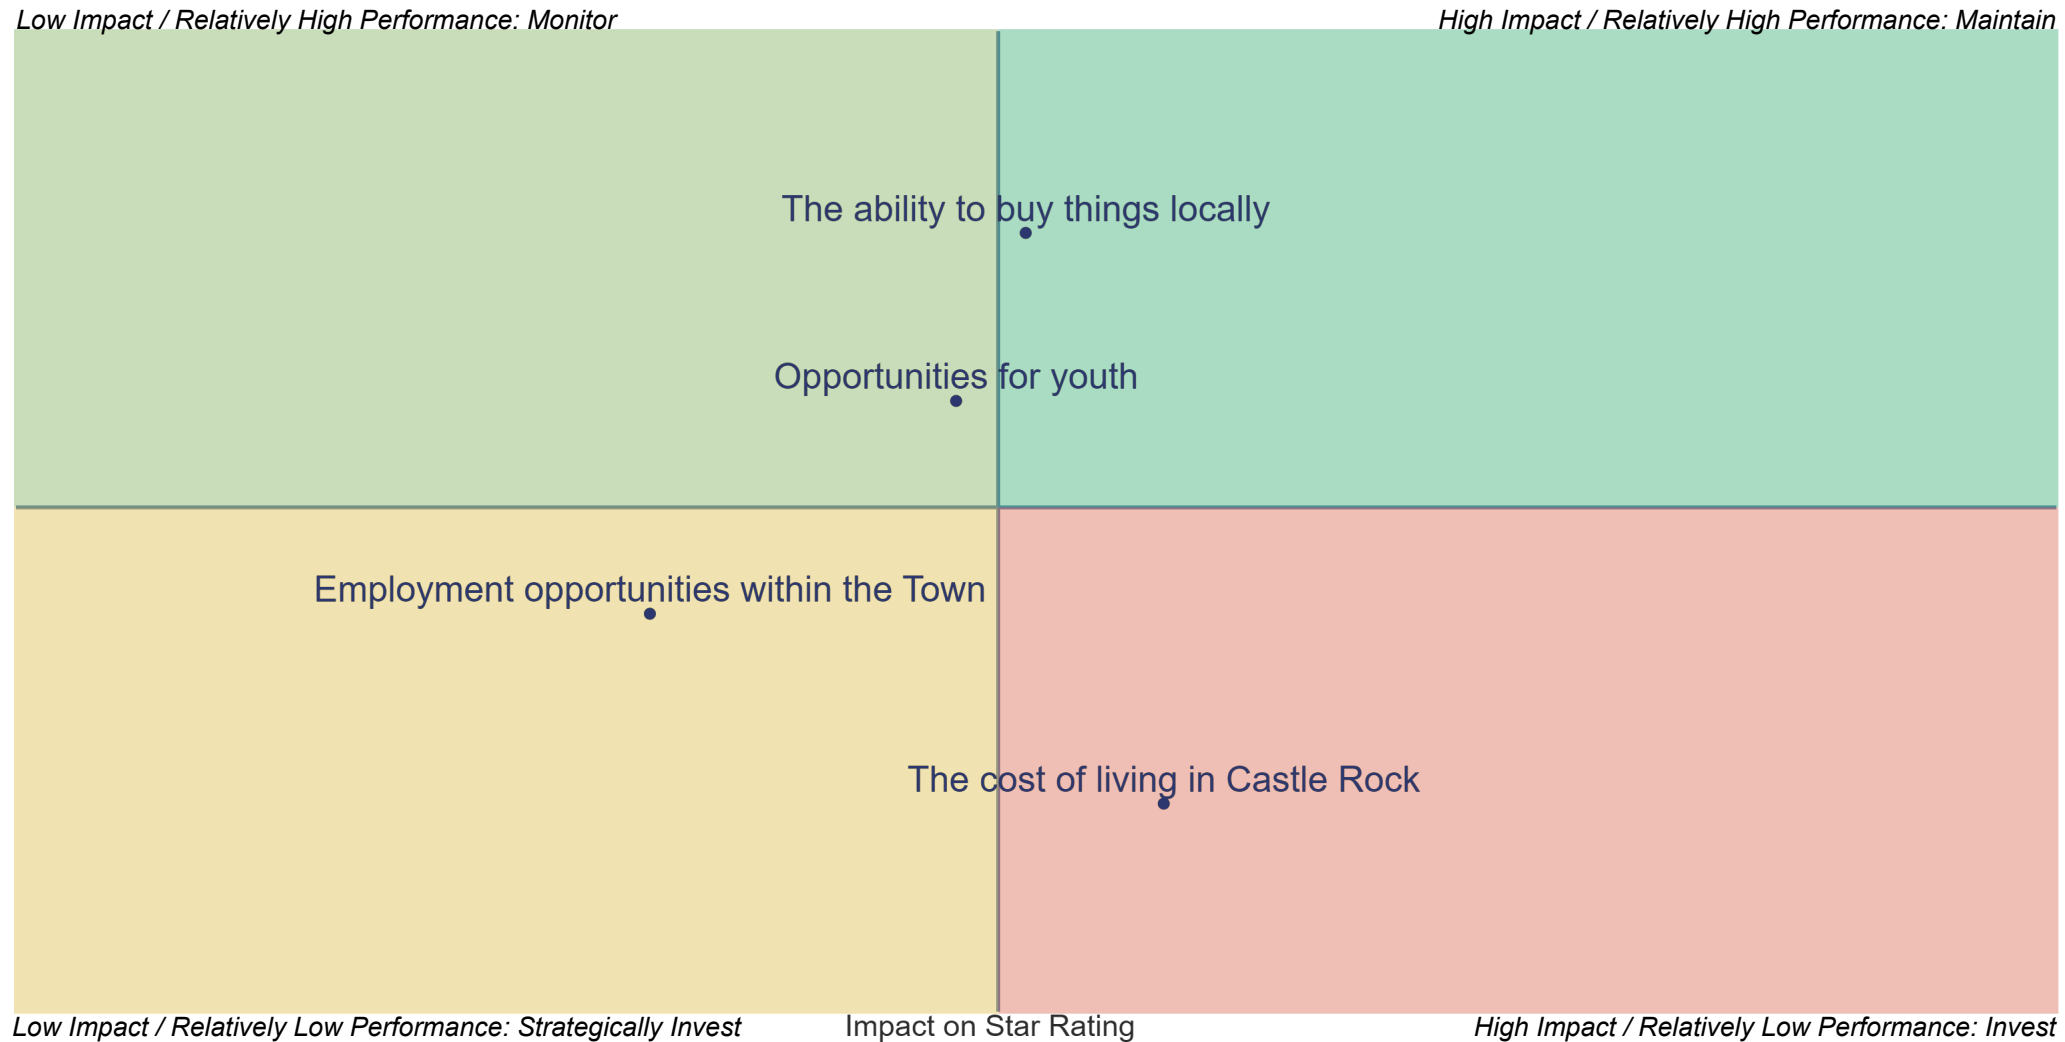 Low Impact / Relatively High Performance: Monitor
High Impact / Relatively High Performance: Maintain
The ability to buy things locally
Opportunities for youth
Employment opportunities within the Town
The cost of living in Castle Rock
Low Impact / Relatively Low Performance: Strategically Invest
Impact on Star Rating
High Impact / Relatively Low Performance: Invest